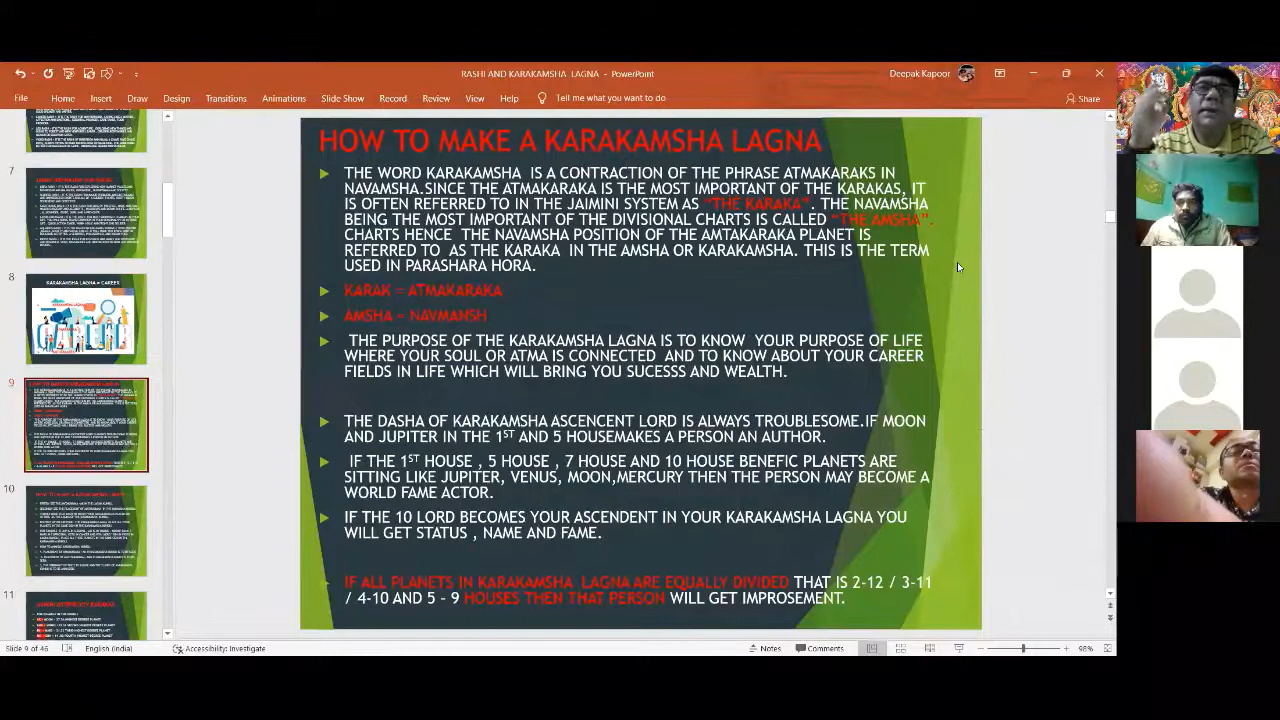 RASHI AND KARAKAMSHA LAGNA - PowerPoint
Deepak Kapoor
File Home Insert Draw Design Transitions Animations Slide Show Record Review View Help Tell me what you want to do
Share
7
8
KARAKAMSHA LAGNA = CAREER
9
10
11
HOW TO MAKE A KARAKAMSHA LAGNA
THE WORD KARAKAMSHA IS A CONTRACTION OF THE PHRASE ATMAKARAKS IN
NAVAMSHA.SINCE THE ATMAKARAKA IS THE MOST IMPORTANT OF THE KARAKAS, IT
IS OFTEN REFERRED TO IN THE JAIMINI SYSTEM AS "THE KARAKA". THE NAVAMSHA
BEING THE MOST IMPORTANT OF THE DIVISIONAL CHARTS IS CALLED "THE AMSHA".
CHARTS HENCE THE NAVAMSHA POSITION OF THE AMTAKARAKA PLANET IS
REFERRED TO AS THE KARAKA IN THE AMSHA OR KARAKAMSHA. THIS IS THE TERM
USED IN PARASHARA HORA.
KARAK = ATMAKARAKA
AMSHA = NAVMANSH
THE PURPOSE OF THE KARAKAMSHA LAGNA IS TO KNOW YOUR PURPOSE OF LIFE
WHERE YOUR SOUL OR ATMA IS CONNECTED AND TO KNOW ABOUT YOUR CAREER
FIELDS IN LIFE WHICH WILL BRING YOU SUCESSS AND WEALTH.
THE DASHA OF KARAKAMSHA ASCENCENT LORD IS ALWAYS TROUBLESOME.IF MOON
AND JUPITER IN THE 1ST AND 5 HOUSEMAKES A PERSON AN AUTHOR.
IF THE 1ST HOUSE , 5 HOUSE , 7 HOUSE AND 10 HOUSE BENEFIC PLANETS ARE
SITTING LIKE JUPITER, VENUS, MOON,MERCURY THEN THE PERSON MAY BECOME A
WORLD FAME ACTOR.
IF THE 10 LORD BECOMES YOUR ASCENDENT IN YOUR KARAKAMSHA LAGNA YOU
WILL GET STATUS , NAME AND FAME.
IF ALL PLANETS IN KARAKAMSHA LAGNA ARE EQUALLY DIVIDED THAT IS 2-12 / 3-11
/ 4-10 AND 5 - 9 HOUSES THEN THAT PERSON WILL GET IMPROSEMENT.
Slide 9 of 46 English (India) Accessibility: Investigate Notes Comments 98%